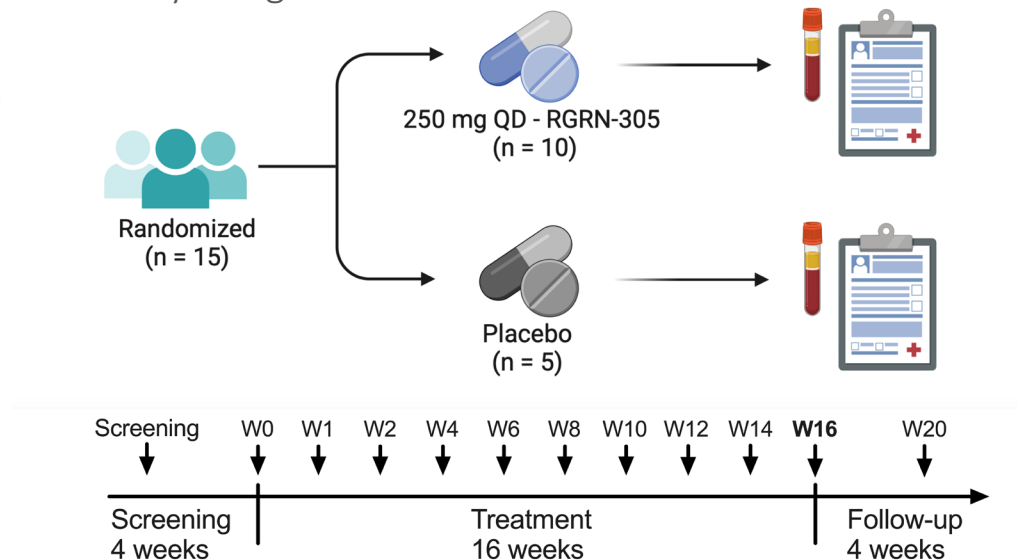 250 mg QD - RGRN-305
(n = 10)
Randomized
(n = 15)
Placebo
(n = 5)
Screening W0 W1 W2 W4 W6 W8 W10 W12 W14 W16 W20
Screening Treatment Follow-up
4 weeks 16 weeks 4 weeks